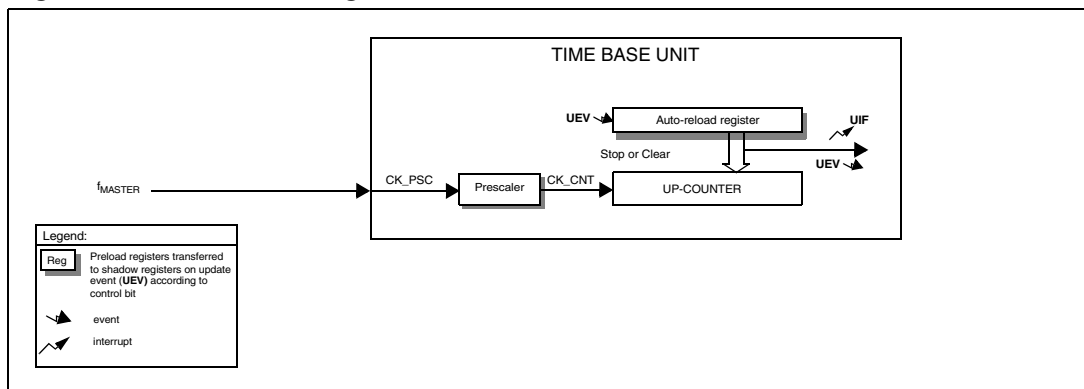 TIME BASE UNIT
UEV
Auto-reload register
UIF
Stop or Clear
UEV
fMASTER
CK_PSC
Prescaler
CK_CNT
UP-COUNTER
Legend:
Reg
Preload registers transferred
to shadow registers on update
event (UEV) according to
control bit
event
interrupt